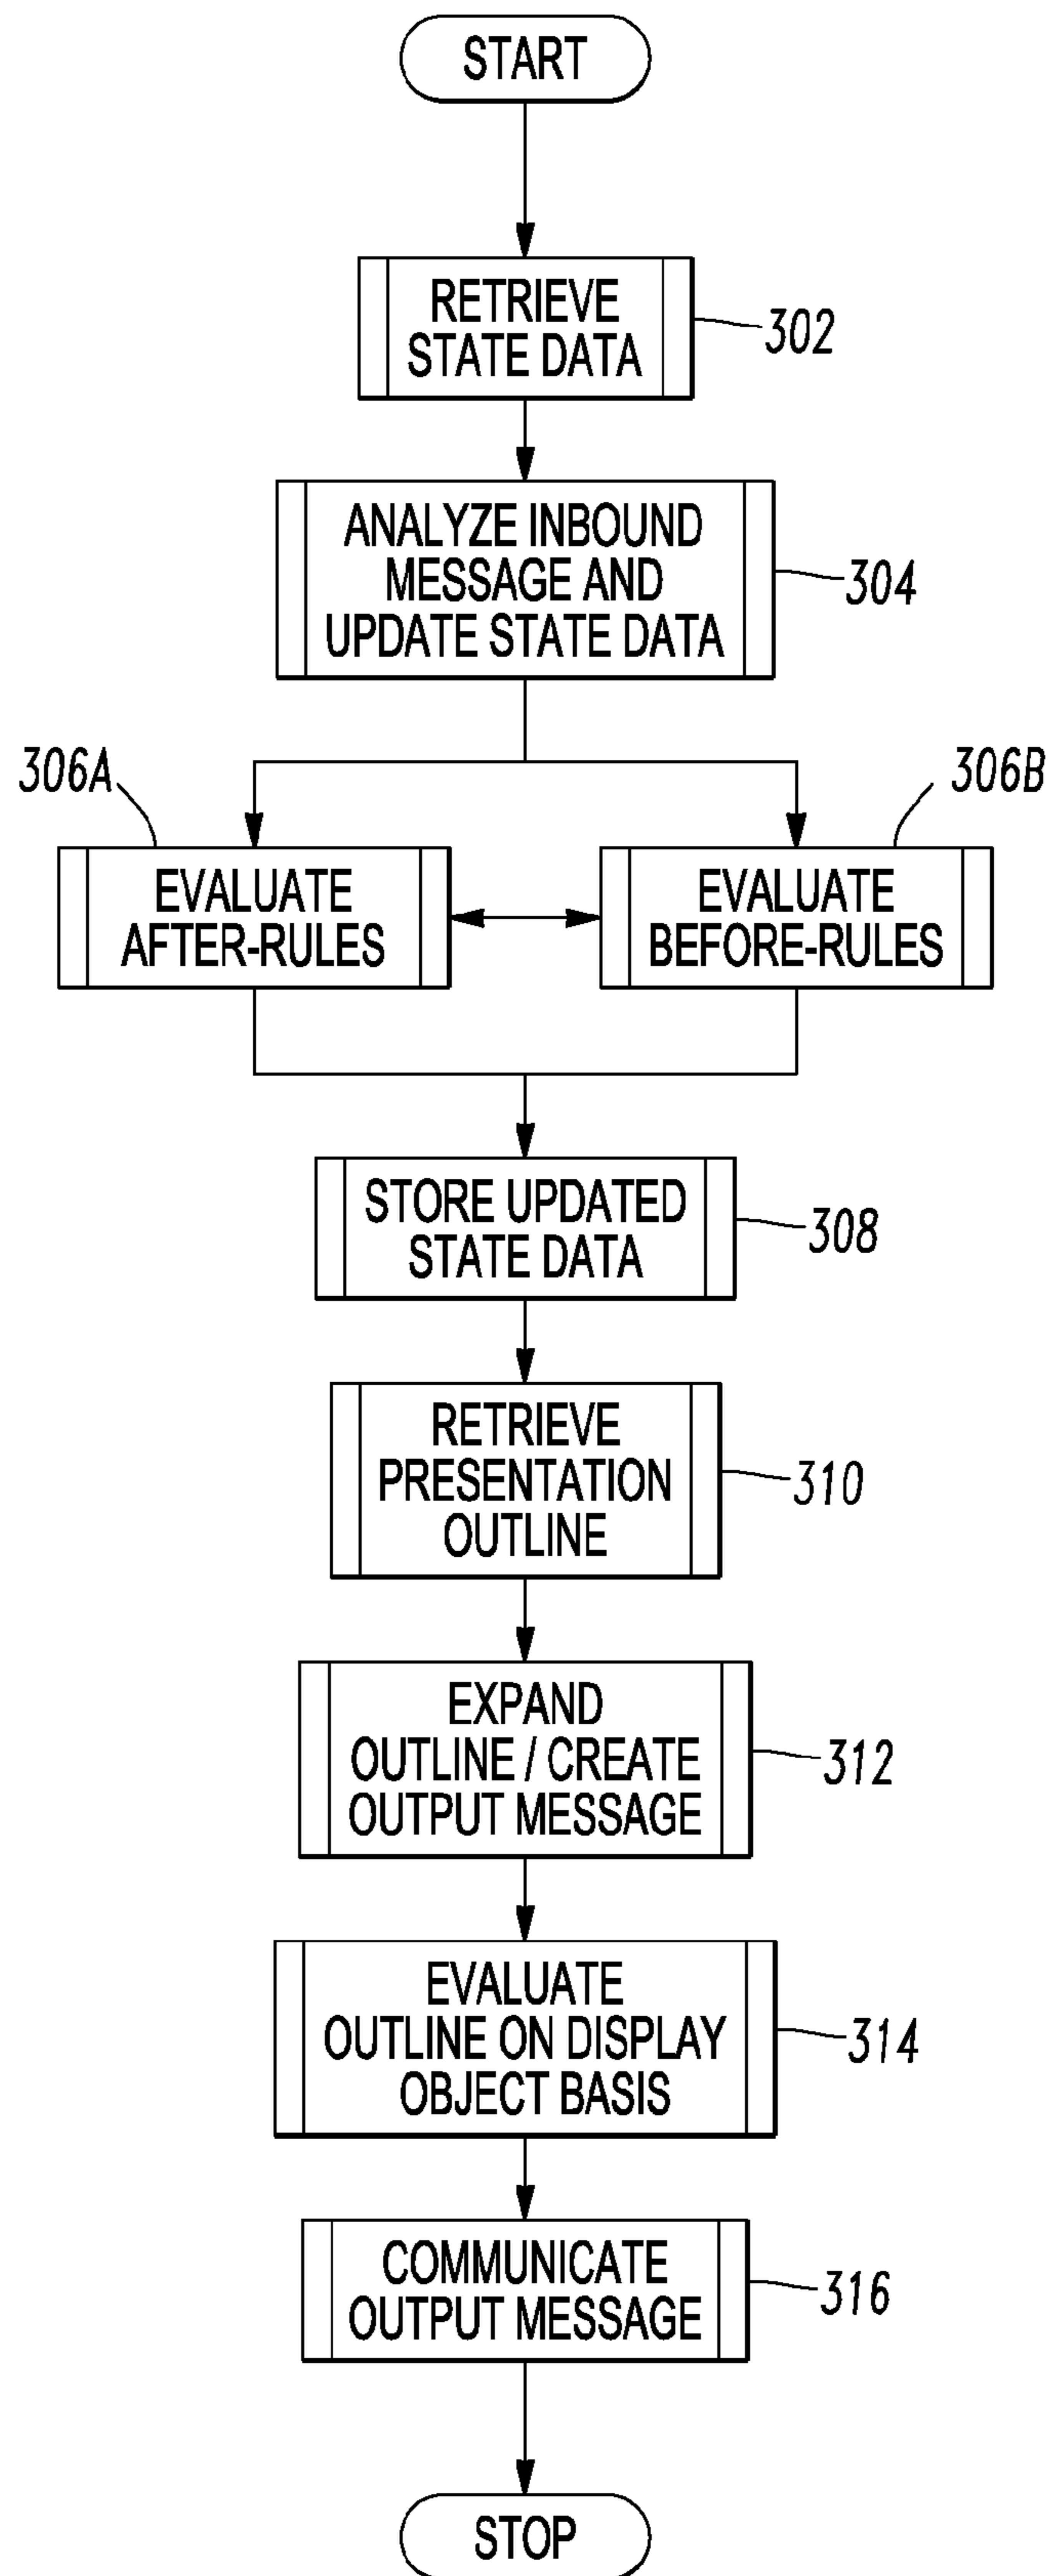 START
RETRIEVE
STATE DATA
302
ANALYZE INBOUND
MESSAGE AND
UPDATE STATE DATA
304
306A
306B
EVALUATE
AFTER-RULES
EVALUATE
BEFORE-RULES
STORE UPDATED
STATE DATA
308
RETRIEVE
PRESENTATION
OUTLINE
310
EXPAND
OUTLINE / CREATE
OUTPUT MESSAGE
312
EVALUATE
OUTLINE ON DISPLAY
OBJECT BASIS
314
COMMUNICATE
OUTPUT MESSAGE
316
STOP